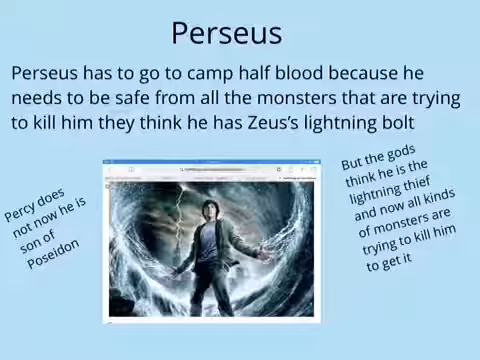 Perseus
Perseus has to go to camp half blood because he
needs to be safe from all the monsters that are trying
to kill him they think he has Zeus’s lightning bolt
Percy does
not now he is
son of
Poseidon
But the gods
think he is the
lightning thief
and now all kinds
of monsters are
trying to kill him
to get it